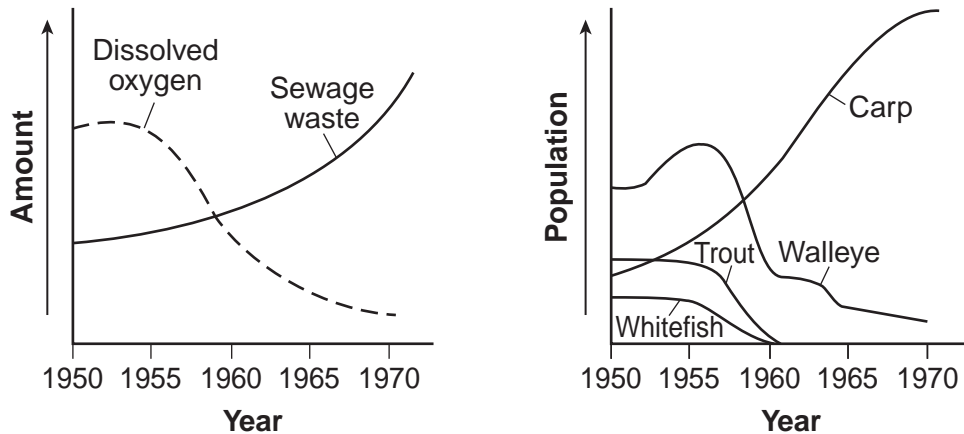 Dissolved
oxygen
Sewage
waste
Amount
1950 1955 1960 1965 1970
Year
Carp
Population
Trout
Walleye
Whitefish
1950 1955 1960 1965 1970
Year